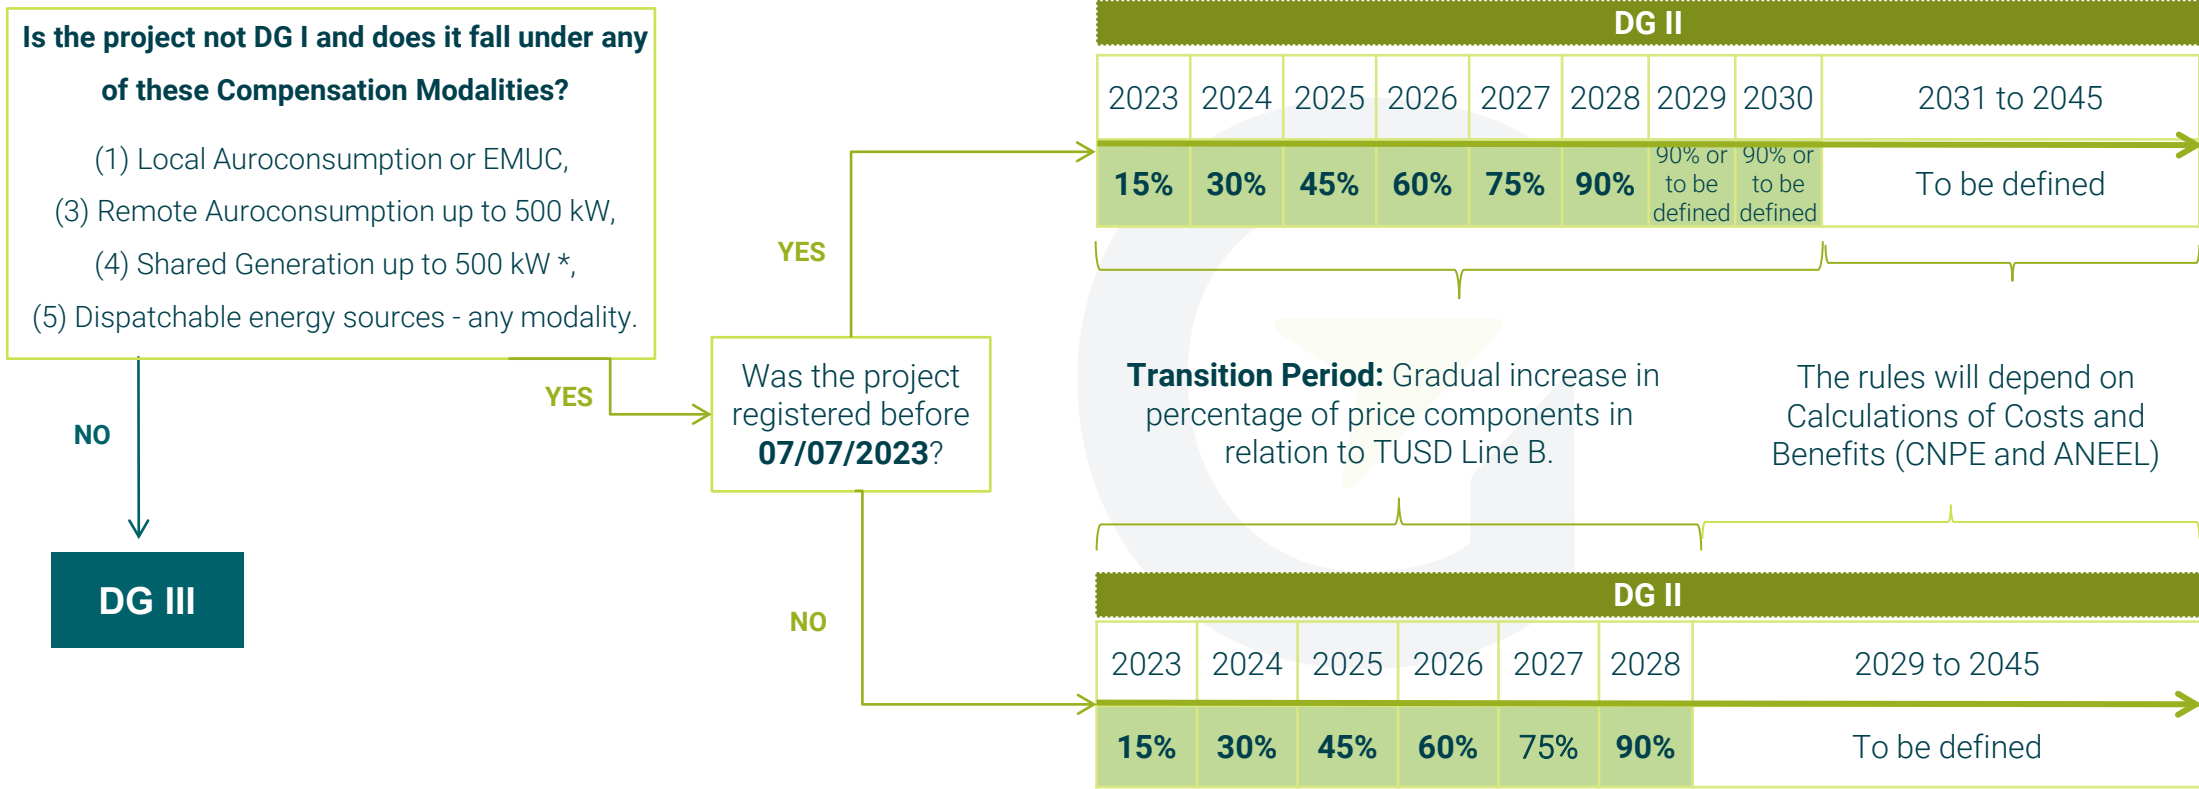 Is the project not DG I and does it fall under any
of these Compensation Modalities?
(1) Local Auroconsumption or EMUC,
(3) Remote Auroconsumption up to 500 kW,
(4) Shared Generation up to 500 kW *,
(5) Dispatchable energy sources - any modality.
NO
DG III
YES
Was the project
registered before
07/07/2023?
YES
NO
DG II
2023 2024 2025 2026 2027 2028 2029 2030 2031 to 2045
15% 30% 45% 60% 75% 90% 90% or to be defined 90% or to be defined To be defined
Transition Period: Gradual increase in
percentage of price components in
relation to TUSD Line B.
The rules will depend on
Calculations of Costs and
Benefits (CNPE and ANEEL)
DG II
2023 2024 2025 2026 2027 2028 2029 to 2045
15% 30% 45% 60% 75% 90% To be defined